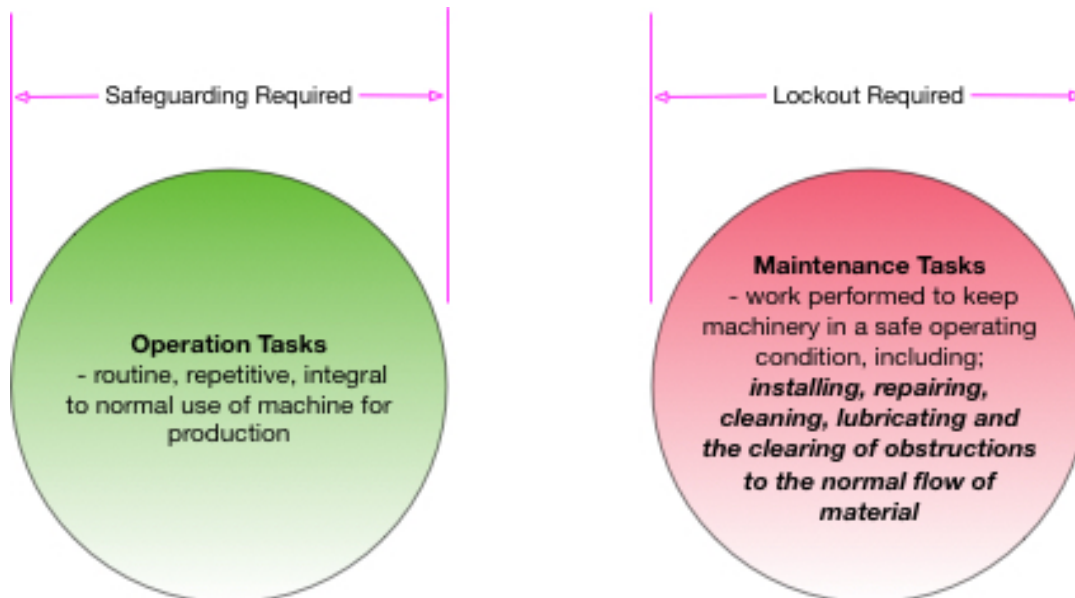 Safeguarding Required
Lockout Required
Operation Tasks
- routine, repetitive, integral
to normal use of machine for
production
Maintenance Tasks
- work performed to keep
machinery in a safe operating
condition, including;
installing, repairing,
cleaning, lubricating and
the clearing of obstructions
to the normal flow of
material